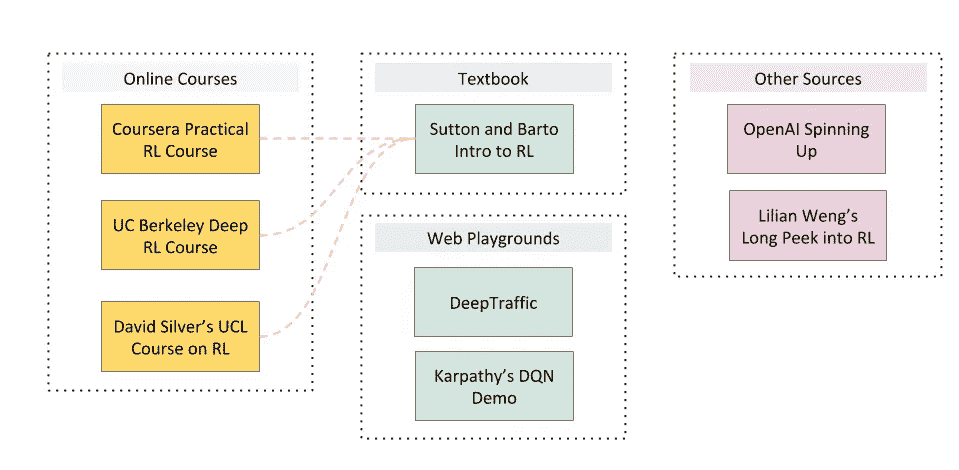 Online Courses
Coursera Practical
RL Course
UC Berkeley Deep
RL Course
David Silver’s UCL
Course on RL
Textbook
Sutton and Barto
Intro to RL
Web Playgrounds
DeepTraffic
Karpathy’s DQN
Demo
Other Sources
OpenAI Spinning
Up
Lilian Weng’s
Long Peek into RL